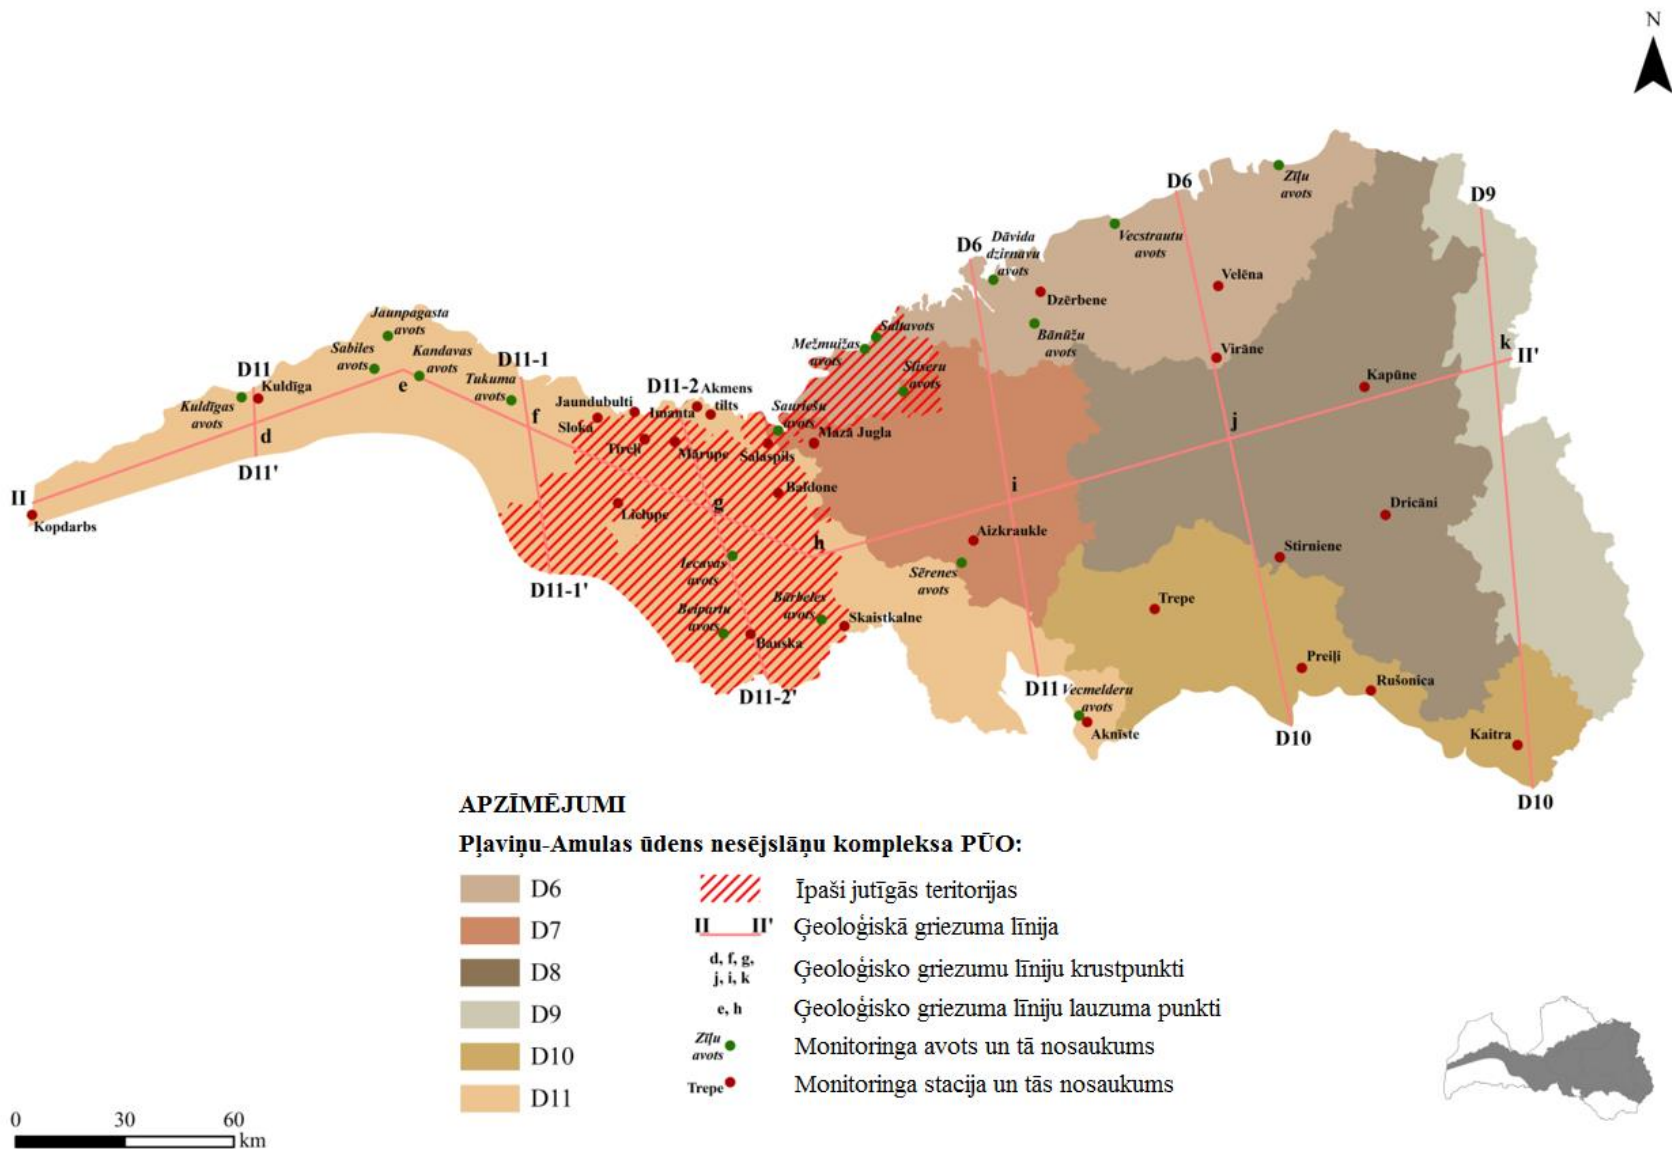 N
D6
D9
Zīļu
avots
Dāvida
dzirnavu
avots
D6
Vecstrautu
avots
Velēna
Dzērbene
Bānūžu
avots
Jaunpagasta
avots
Saltavots
Mežmuižas
avots
Sabiles
avots
Kandavas
avots
D11-1
Virāne
k
II'
D11
Kuldīga
e
Tukuma
avots
D11-2
Akmens
tilts
Sliseru
avots
Kapūne
Kuldīgas
avots
Jaundubulti
Imanta
f
Sloka
Sauriešu
avots
Mazā Jugla
j
d
Tīreļi
Mārupe
Salaspils
D11'
i
II
Baldone
Kopdarbs
Lielupe
g
Dricāni
h
Aizkraukle
Stirniene
Iecavas
avots
Sērenes
avots
D11-1'
Bārbeles
avots
Beipartu
avots
Skaistkalne
Trepe
Bauska
Preiļi
D11-2'
D11
Vecmelderu
avots
Rušonica
Aknīste
D10
Kaitra
D10
APZĪMĒJUMI
Pļaviņu-Amulas ūdens nesējslāņu kompleksa PŪO:
D6
D7
D8
D9
D10
D11
Īpaši jutīgās teritorijas
II II' Ģeoloģiskā griezuma līnija
d, f, g,
j, i, k
Ģeoloģisko griezumu līniju krustpunkti
e, h Ģeoloģisko griezuma līniju lauzuma punkti
Zīļu
avots
Monitoringa avots un tā nosaukums
Trepe Monitoringa stacija un tās nosaukums
0 30 60
km